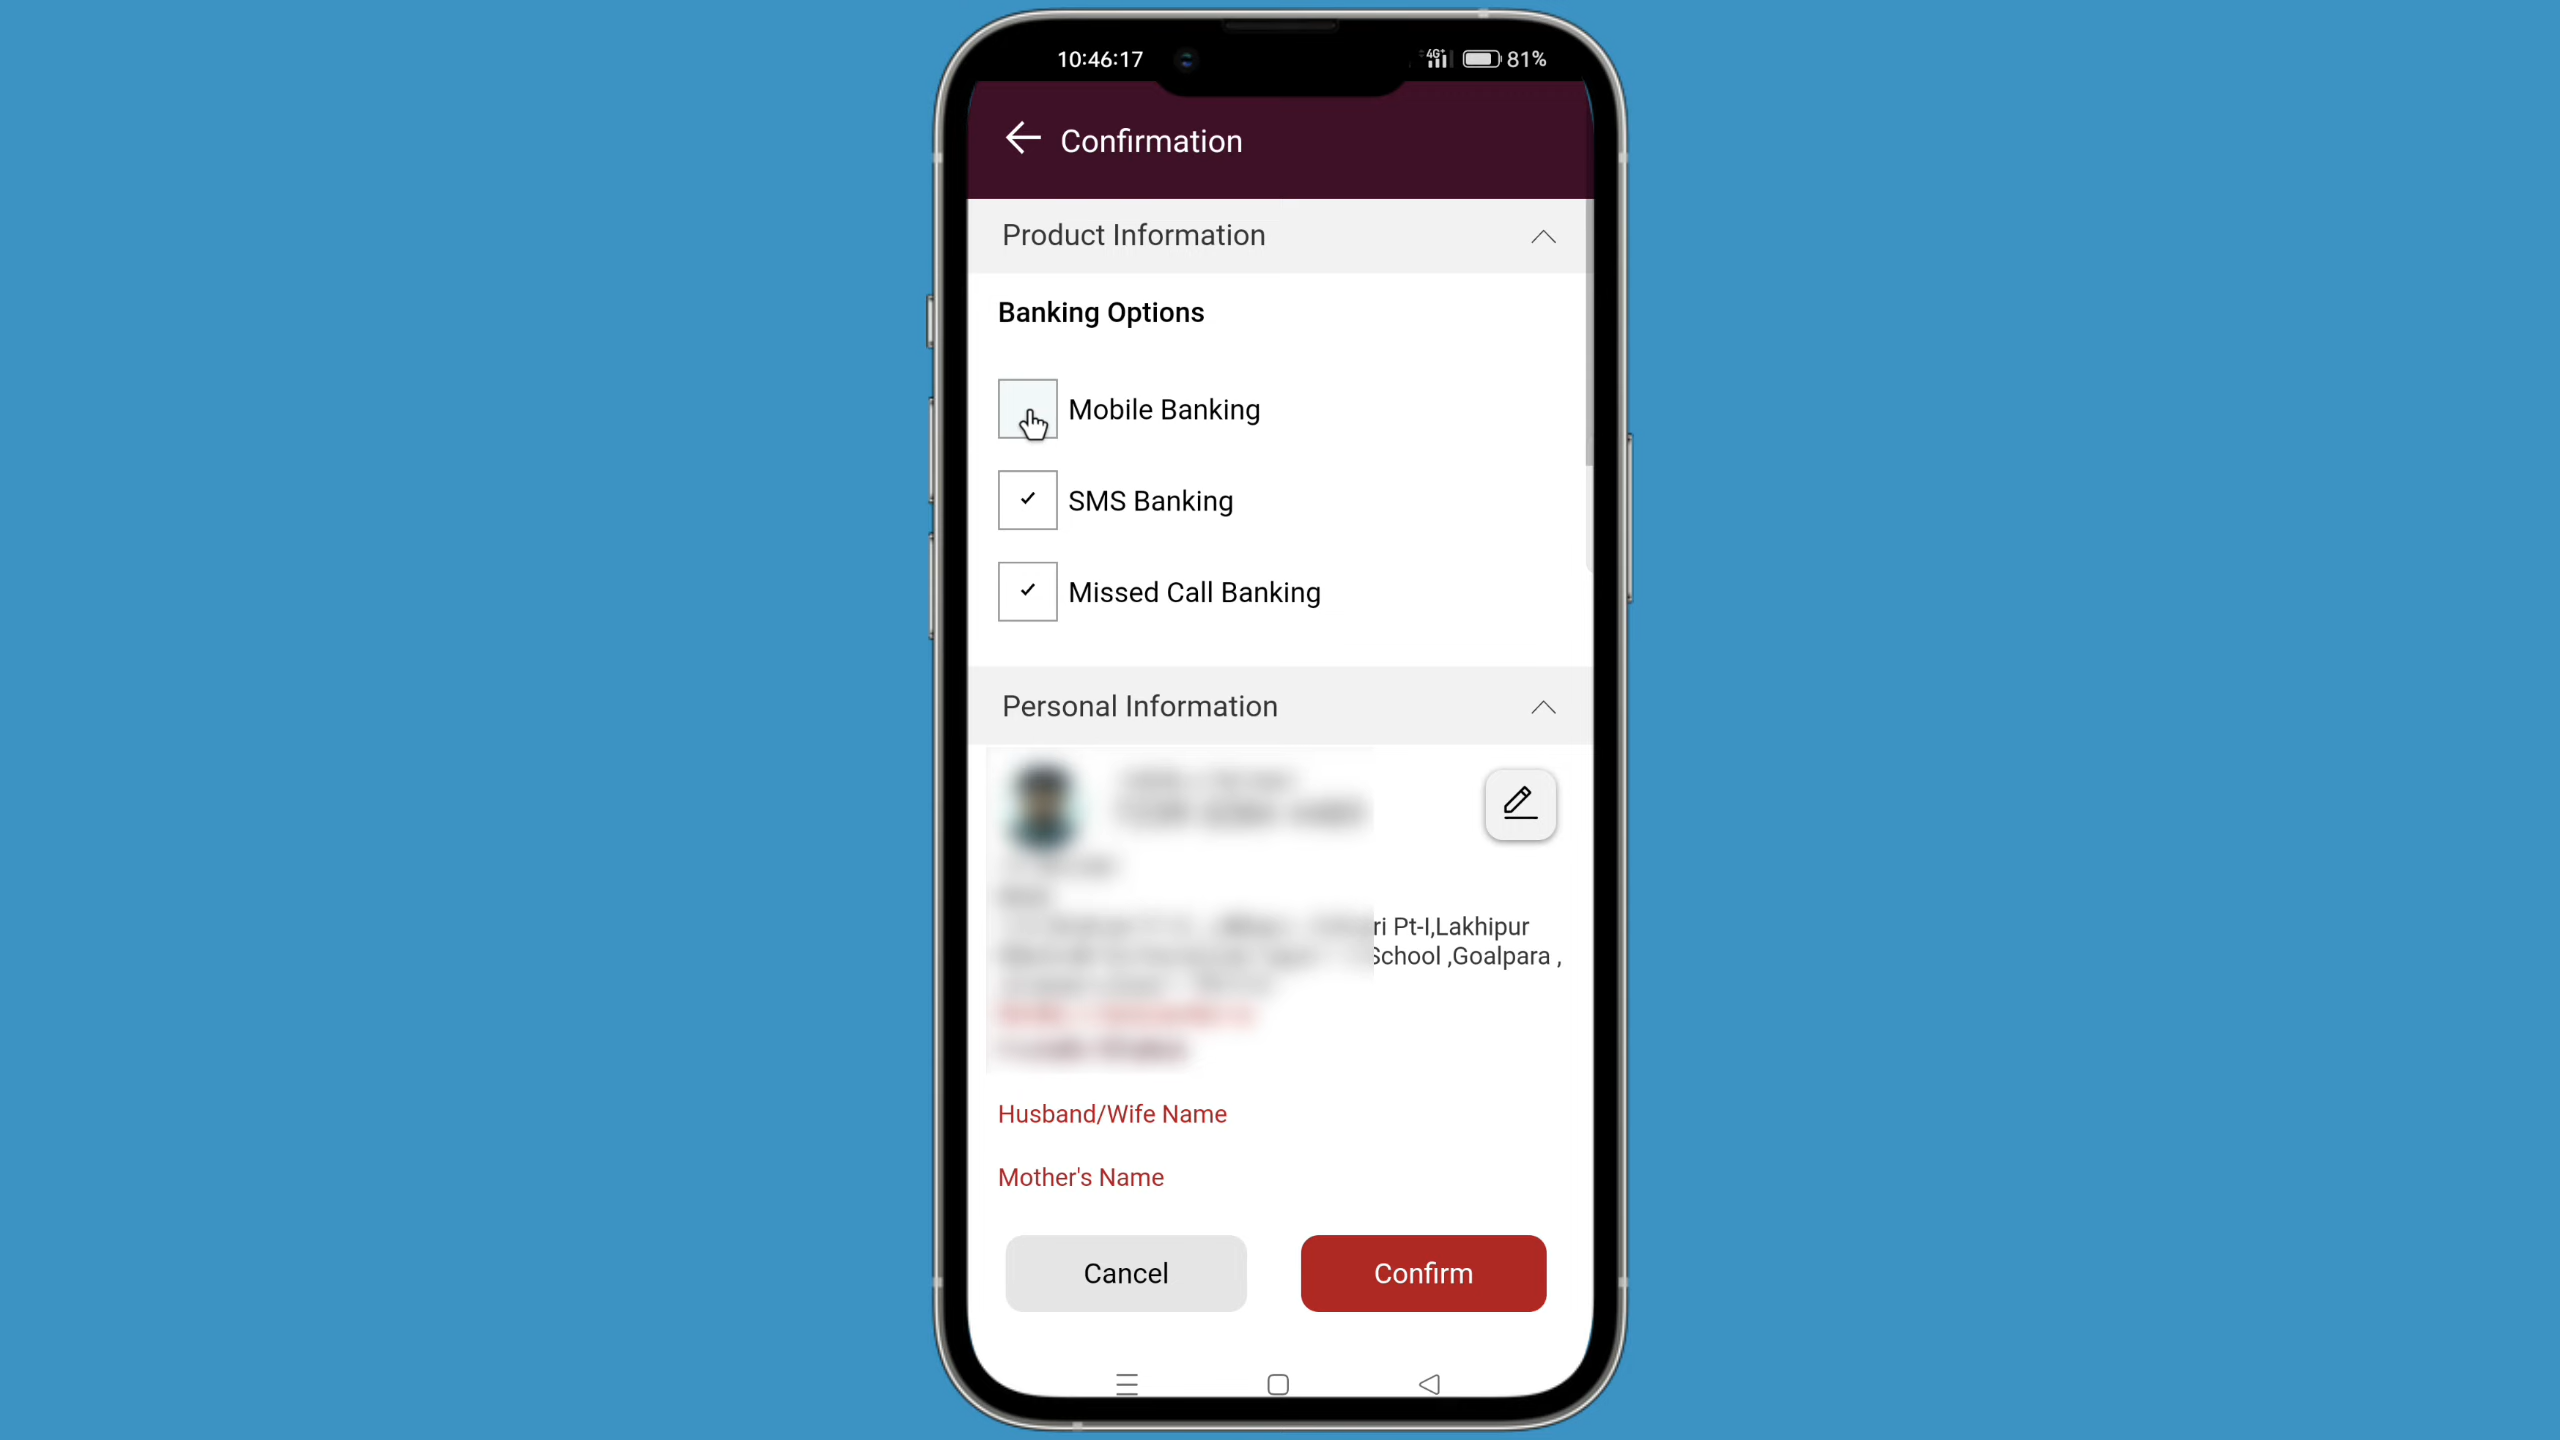 10:46:17 4G+ 81%
Confirmation
Product Information
Banking Options
Mobile Banking
SMS Banking
Missed Call Banking
Personal Information
ri Pt-I,Lakhipur
School ,Goalpara ,
Husband/Wife Name
Mother's Name
Cancel Confirm